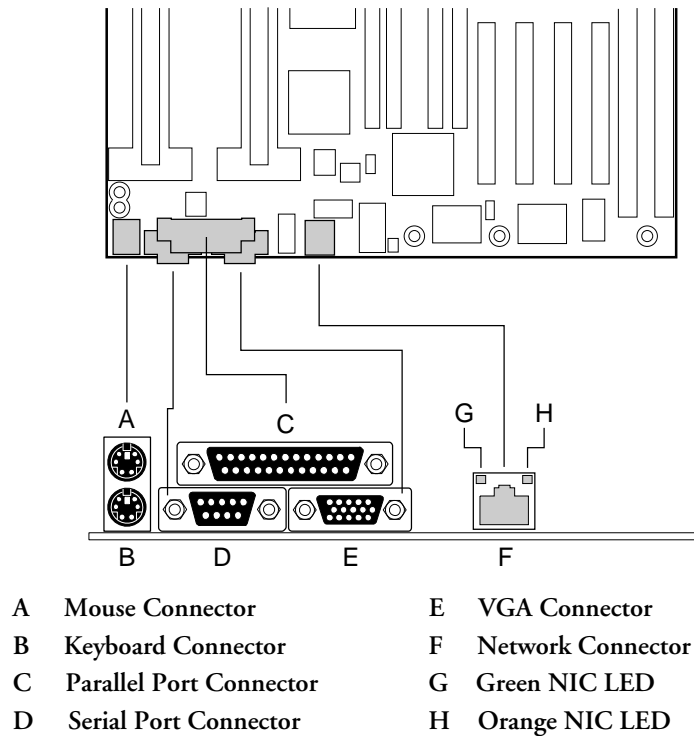 A
C
G H
B D E F
A Mouse Connector
B Keyboard Connector
C Parallel Port Connector
D Serial Port Connector
E VGA Connector
F Network Connector
G Green NIC LED
H Orange NIC LED